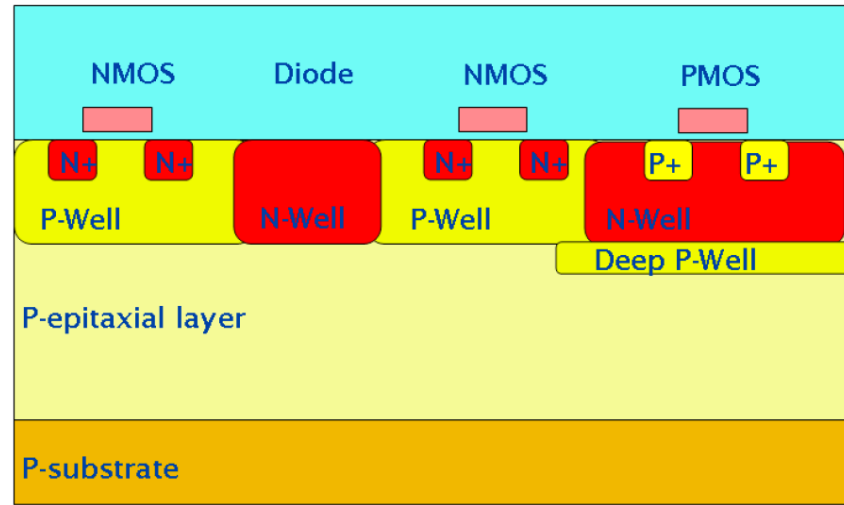 NMOS Diode NMOS PMOS
N+ N+ N+ N+ P+ P+
P-Well N-Well P-Well N-Well
Deep P-Well
P-epitaxial layer
P-substrate